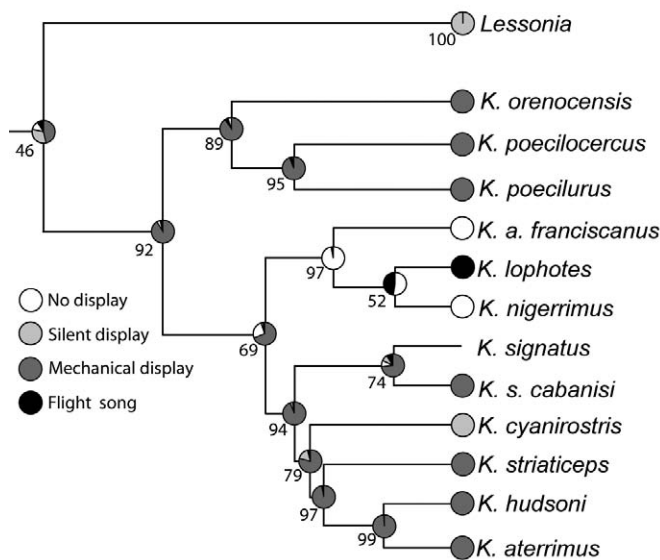 Lessonia
100
K. orenocensis
K. poecilocercus
46
89
95
K. poecilurus
K. a. franciscanus
92
97
K. lophotes
52
No display
K. nigerrimus
Silent display
69
K. signatus
Mechanical display
74
K. s. cabanisi
Flight song
94
K. cyanirostris
79
K. striaticeps
97
K. hudsoni
99
K. aterrimus